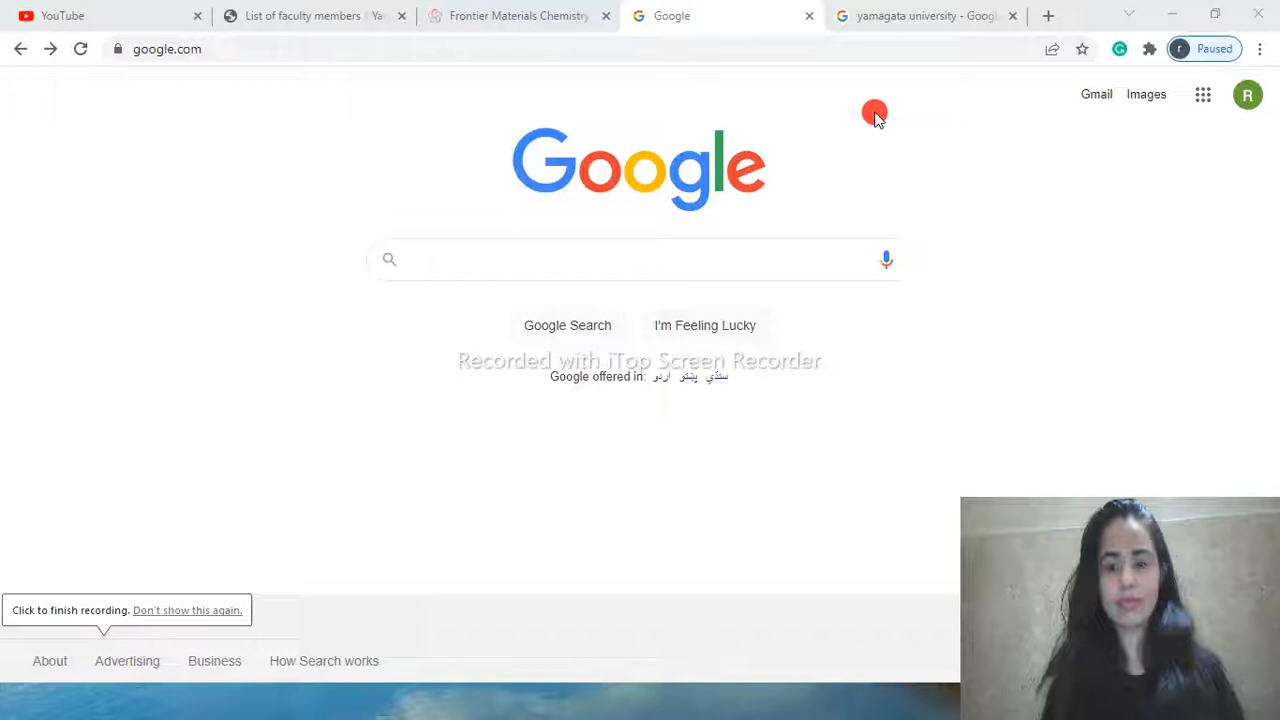 YouTube
List of faculty members
Frontier Materials Chemistry
Google
yamagata university - Google
google.com
r
Paused
Gmail
Images
R
Google
Google Search
I'm Feeling Lucky
Recorded with iTop Screen Recorder
Google offered in: اردو پښتو سنڌي
Click to finish recording. Don't show this again.
About
Advertising
Business
How Search works